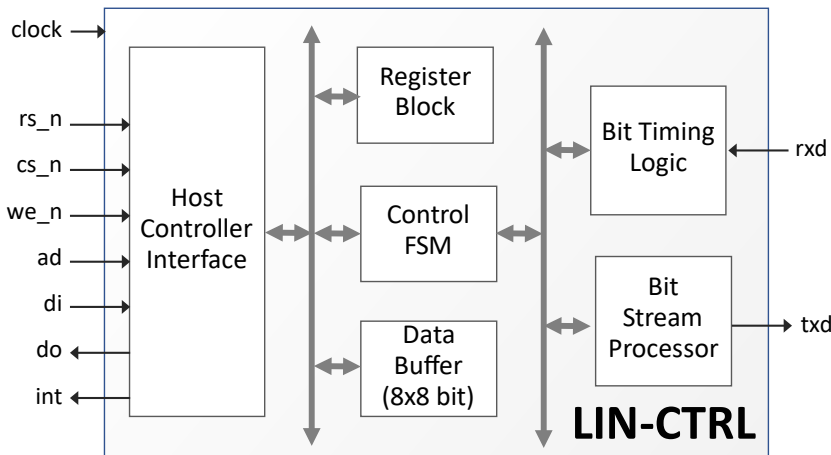 clock
rs_n
cs_n
we_n
ad
di
do
int
Host
Controller
Interface
Register
Block
Control
FSM
Data
Buffer
(8x8 bit)
Bit Timing
Logic
rxd
Bit
Stream
Processor
txd
LIN-CTRL